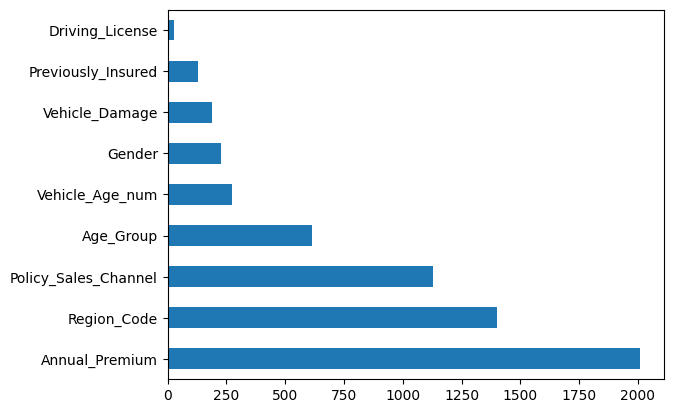 Driving_License
Previously_Insured
Vehicle_Damage
Gender
Vehicle_Age_num
Age_Group
Policy_Sales_Channel
Region_Code
Annual_Premium
0 250 500 750 1000 1250 1500 1750 2000